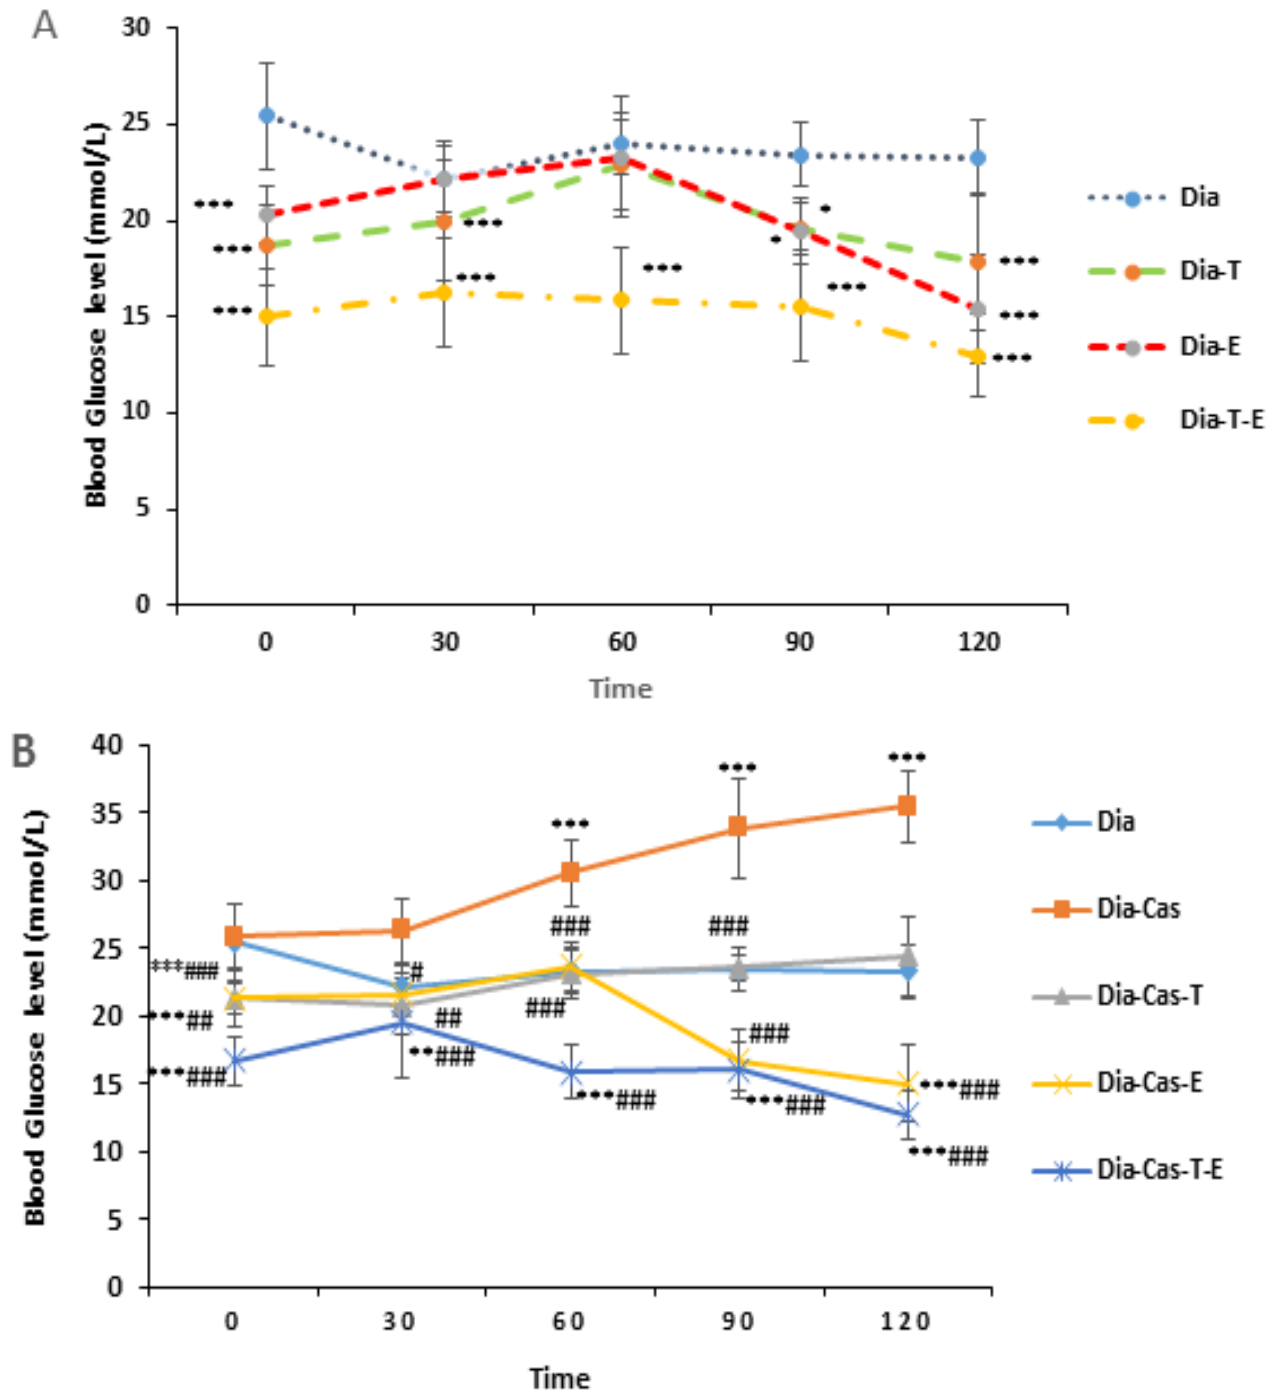 A
30
25
20
15
10
5
0
Blood Glucose level (mmol/L)
0 30 60 90 120
Time
***
***
***
***
***
***
*
*
***
***
***
***
Dia
Dia-T
Dia-E
Dia-T-E
B
40
35
30
25
20
15
10
5
0
Blood Glucose level (mmol/L)
0 30 60 90 120
Time
***
***
***
###
###
***###
#
***##
##
###
***###
**###
###
***###
***###
***###
***###
Dia
Dia-Cas
Dia-Cas-T
Dia-Cas-E
Dia-Cas-T-E